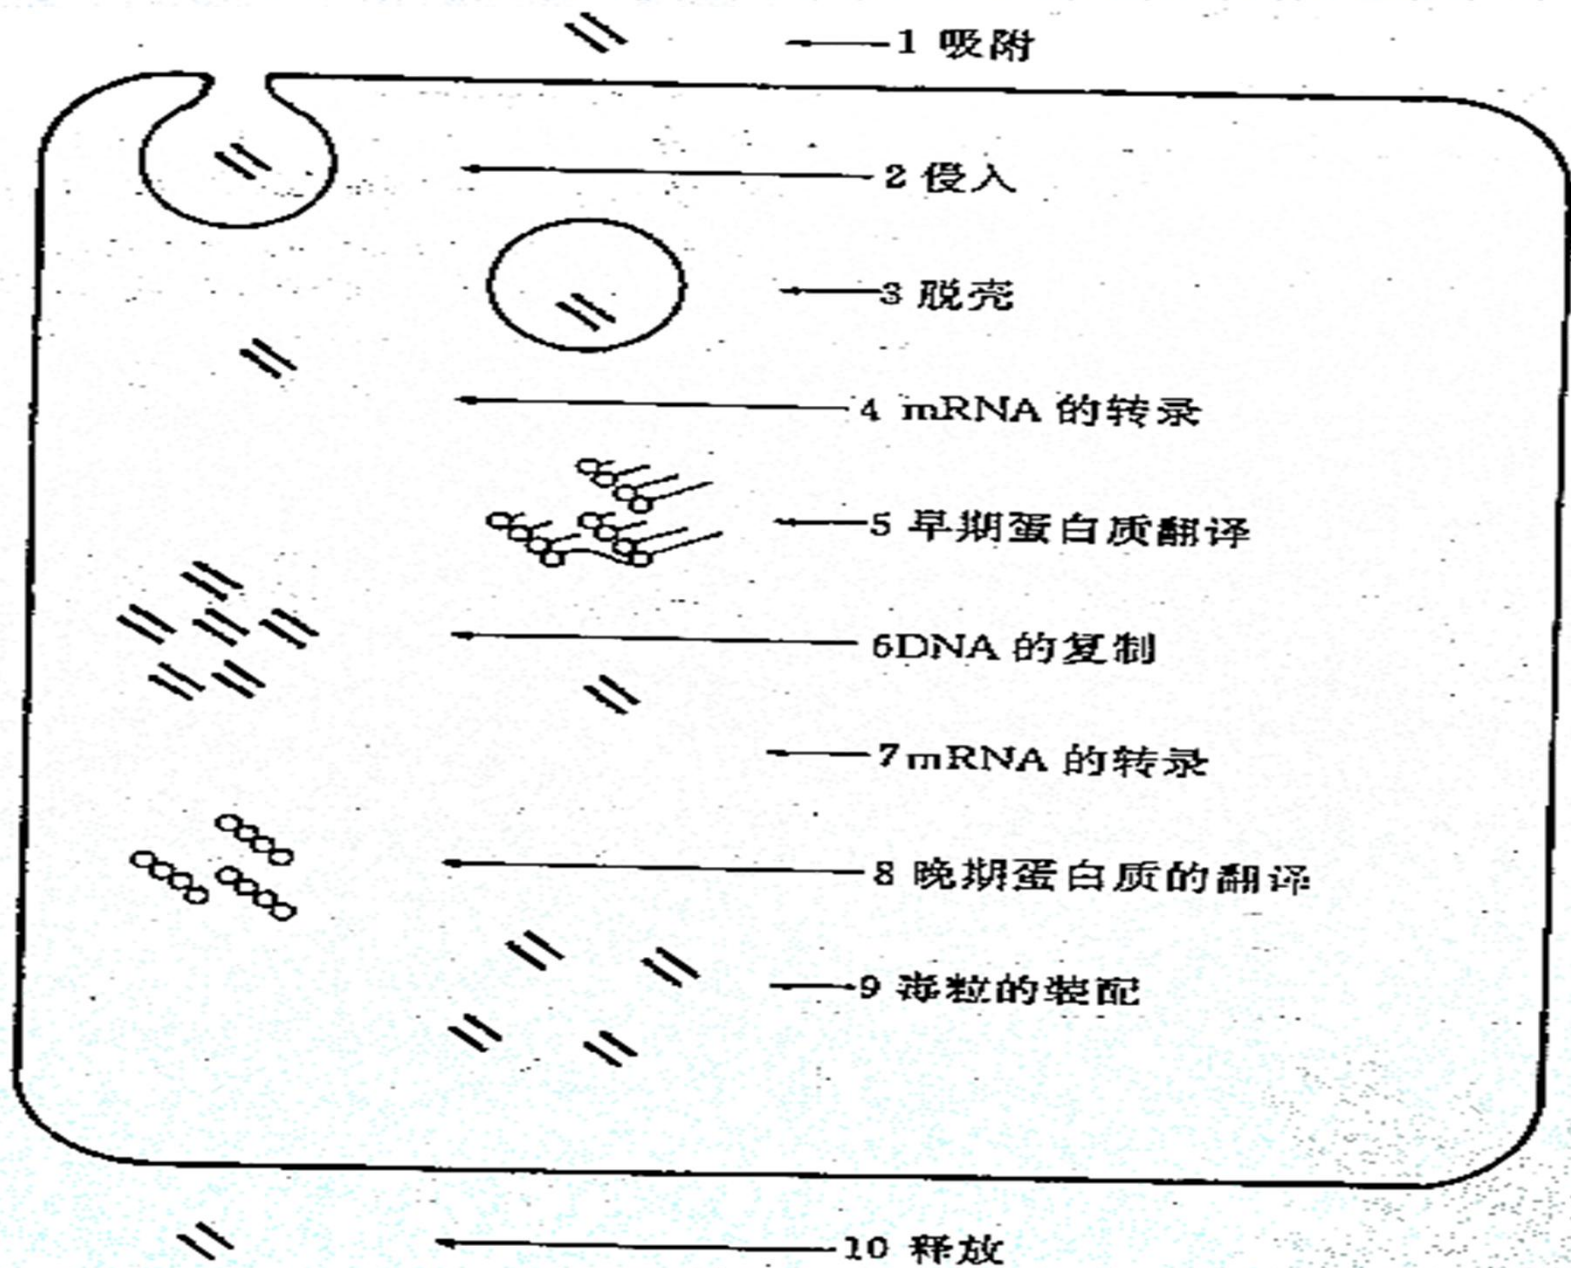 1 吸附
2 侵入
3 脱壳
4 mRNA 的转录
5 早期蛋白质翻译
6DNA 的复制
7mRNA 的转录
8 晚期蛋白质的翻译
9 毒粒的装配
10 释放